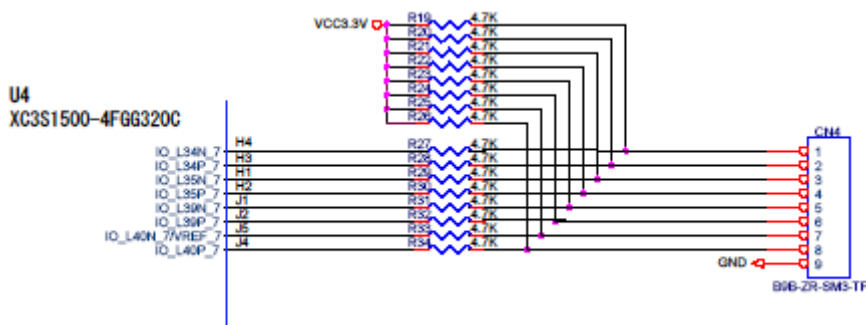 VCC3.3V R19 4.7K
R20 4.7K
R21 4.7K
R22 4.7K
R23 4.7K
R24 4.7K
R25 4.7K
R26 4.7K
U4
XC3S1500-4FGG320C
CN4
IO_L34N_7 H4 R27 4.7K 1
IO_L34P_7 H3 R28 4.7K 2
IO_L35N_7 H1 R29 4.7K 3
IO_L35P_7 H2 R30 4.7K 4
IO_L39N_7 J1 R31 4.7K 5
IO_L39P_7 J2 R32 4.7K 6
IO_L40N_7/VREF_7 J5 R33 4.7K 7
IO_L40P_7 J4 R34 4.7K 8
GND 9
B9B-ZR-SM3-TF